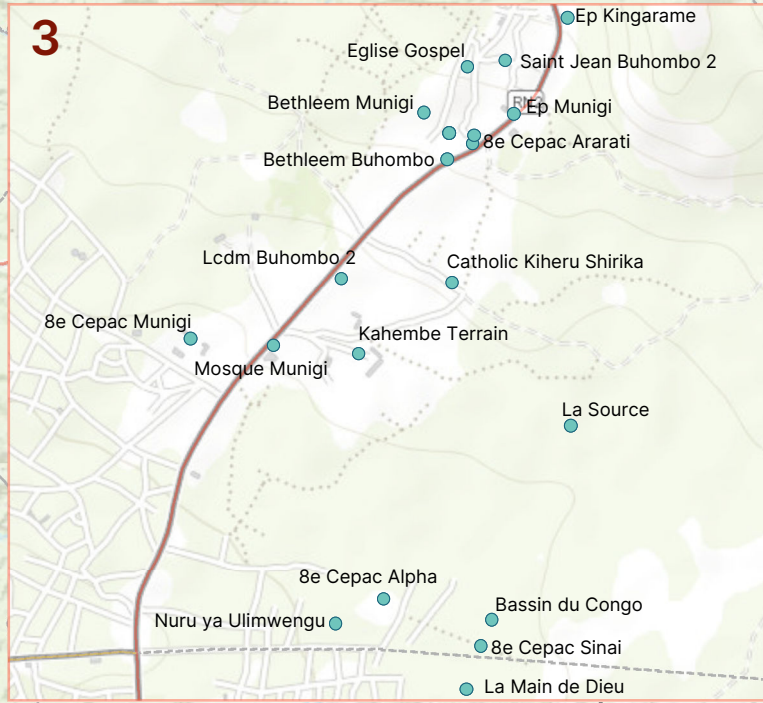 3
Ep Kingarame
Eglise Gospel
Saint Jean Buhombo 2
Bethleem Munigi
Ep Munigi
8e Cepac Ararati
Bethleem Buhombo
Lcdm Buhombo 2
Catholic Kiheru Shirika
8e Cepac Munigi
Kahembe Terrain
Mosque Munigi
La Source
8e Cepac Alpha
Bassin du Congo
Nuru ya Ulimwengu
8e Cepac Sinai
La Main de Dieu